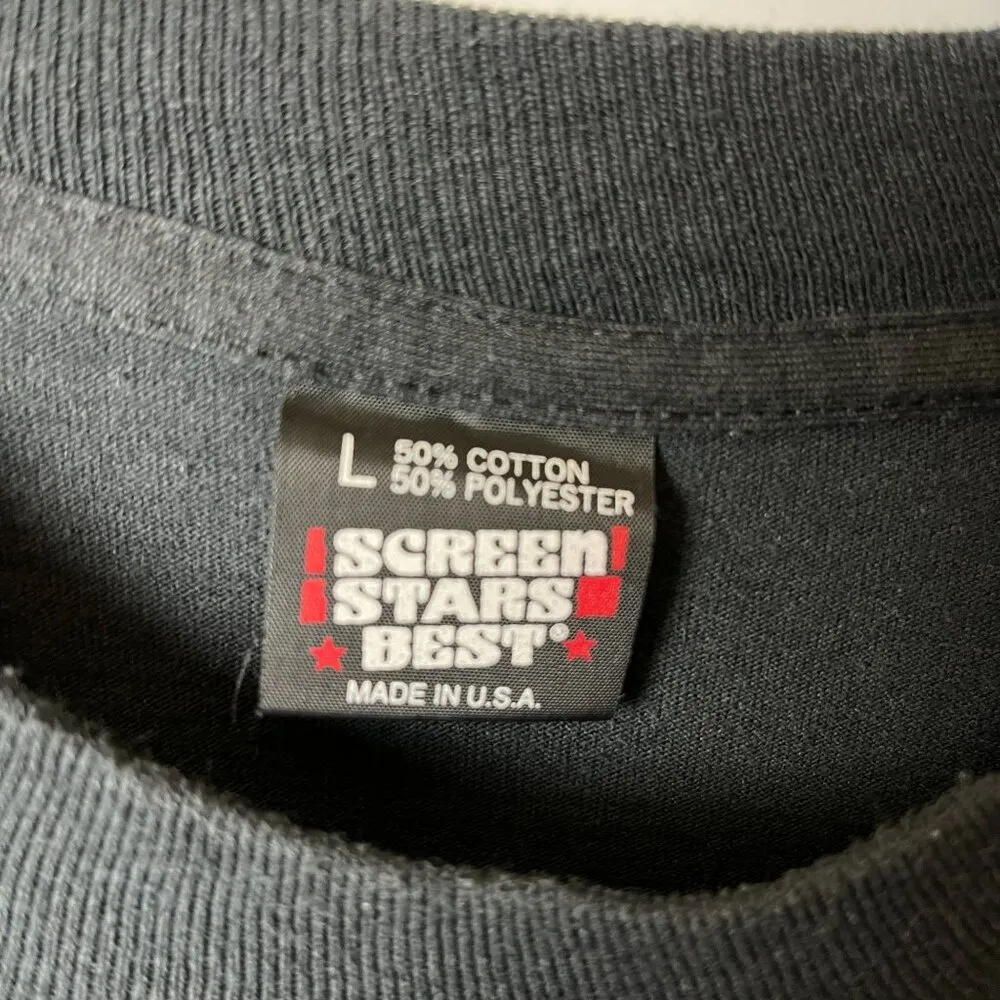 L 50% COTTON
50% POLYESTER
SCREEN
STARS
BEST®
MADE IN U.S.A.